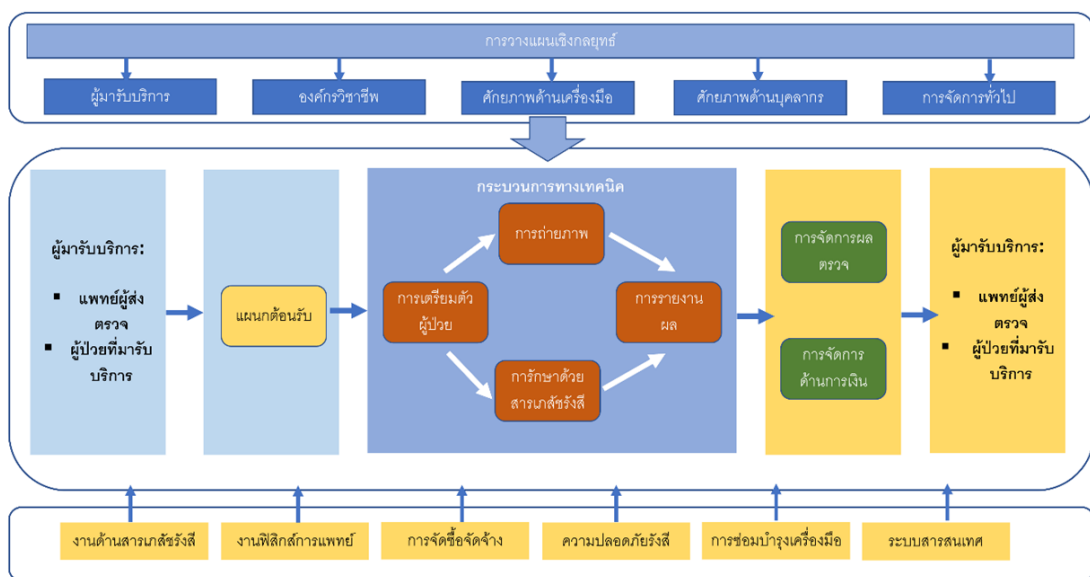 การวางแผนเชิงกลยุทธ์
ผู้มารับบริการ
องค์กรวิชาชีพ
ศักยภาพด้านเครื่องมือ
ศักยภาพด้านบุคลากร
การจัดการทั่วไป
ผู้มารับบริการ:
▪ แพทย์ผู้ส่ง
ตรวจ
▪ ผู้ป่วยที่มารับ
บริการ
แผนกต้อนรับ
กระบวนการทางเทคนิค
การถ่ายภาพ
การเตรียมตัว
ผู้ป่วย
การรายงาน
ผล
การักษาด้วย
สารเภสัชรังสี
การจัดการผล
ตรวจ
การจัดการ
ด้านการเงิน
ผู้มารับบริการ:
▪ แพทย์ผู้ส่ง
ตรวจ
▪ ผู้ป่วยที่มารับ
บริการ
งานด้านสารเภสัชรังสี
งานฟิสิกส์การแพทย์
การจัดซื้อจัดจ้าง
ความปลอดภัยรังสี
การซ่อมบำรุงเครื่องมือ
ระบบสารสนเทศ